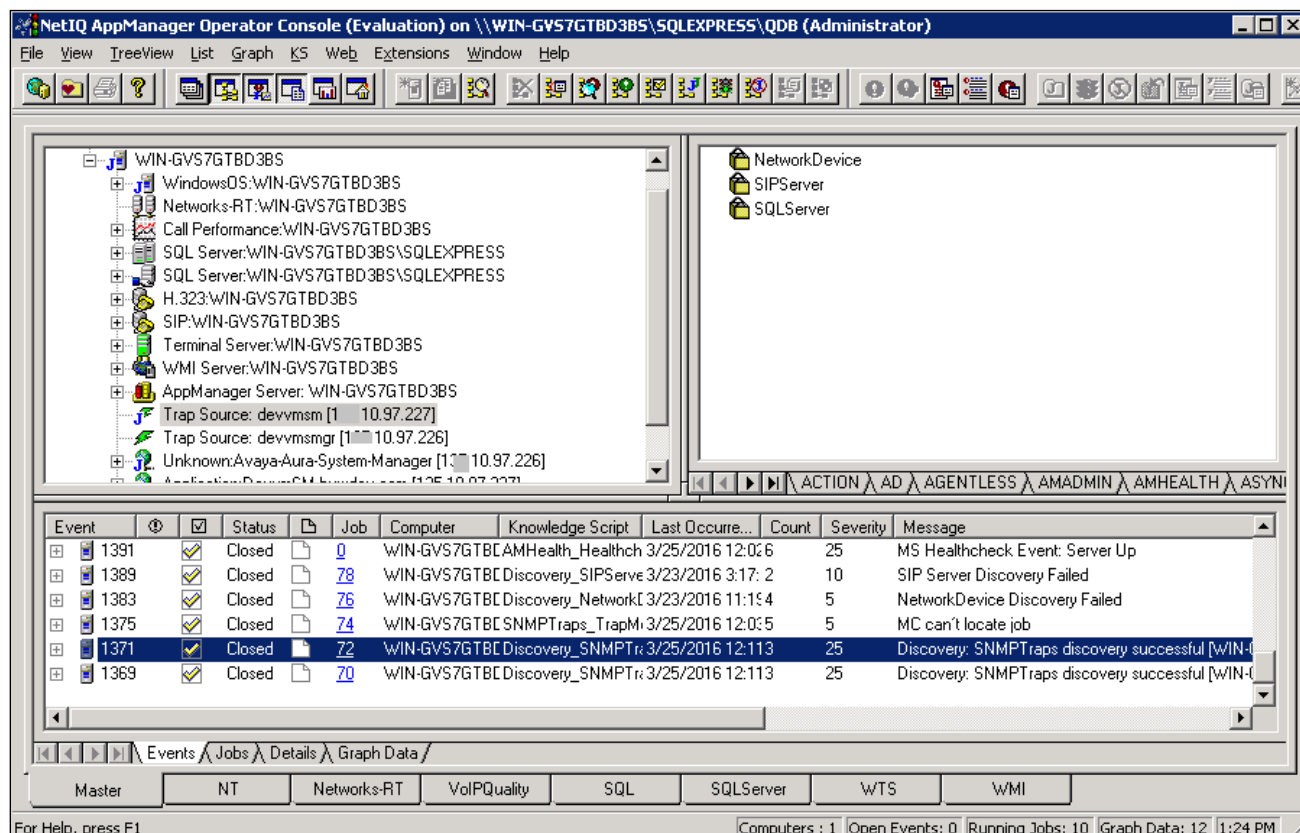 NetIQ AppManager Operator Console (Evaluation) on \\WIN-GVS7GTBD3BS\SQLEXPRESS\QDB (Administrator)
File View TreeView List Graph KS Web Extensions Window Help
WIN-GVS7GTBD3BS
WindowsOS:WIN-GVS7GTBD3BS
Networks-RT:WIN-GVS7GTBD3BS
Call Performance:WIN-GVS7GTBD3BS
SQL Server:WIN-GVS7GTBD3BS\SQLEXPRESS
SQL Server:WIN-GVS7GTBD3BS\SQLEXPRESS
H.323:WIN-GVS7GTBD3BS
SIP:WIN-GVS7GTBD3BS
Terminal Server:WIN-GVS7GTBD3BS
WMI Server:WIN-GVS7GTBD3BS
AppManager Server: WIN-GVS7GTBD3BS
Trap Source: devvmsm [1 10.97.227]
Trap Source: devvmsmgr [1 10.97.226]
Unknown:Avaya-Aura-System-Manager [13 10.97.226]
NetworkDevice
SIPServer
SQLServer
ACTION AD AGENTLESS AMADMIN AMHEALTH ASYN
Event Status Job Computer Knowledge Script Last Occurre... Count Severity Message
1391 Closed 0 WIN-GVS7GTBD AMHealth_Healthch 3/25/2016 12:02 6 25 MS Healthcheck Event: Server Up
1389 Closed 78 WIN-GVS7GTBD Discovery_SIPServe 3/23/2016 3:17: 2 10 SIP Server Discovery Failed
1383 Closed 76 WIN-GVS7GTBD Discovery_Network 3/23/2016 11:19 4 5 NetworkDevice Discovery Failed
1375 Closed 74 WIN-GVS7GTBD SNMPTraps_TrapM 3/25/2016 12:03 5 5 MC can't locate job
1371 Closed 72 WIN-GVS7GTBD Discovery_SNMPTr 3/25/2016 12:11 3 25 Discovery: SNMPTraps discovery successful [WIN-
1369 Closed 70 WIN-GVS7GTBD Discovery_SNMPTr 3/25/2016 12:11 3 25 Discovery: SNMPTraps discovery successful [WIN-
Events Jobs Details Graph Data
Master NT Networks-RT VoIPQuality SQL SQLServer WTS WMI
For Help, press F1 Computers : 1 Open Events: 0 Running Jobs: 10 Graph Data: 12 1:24 PM